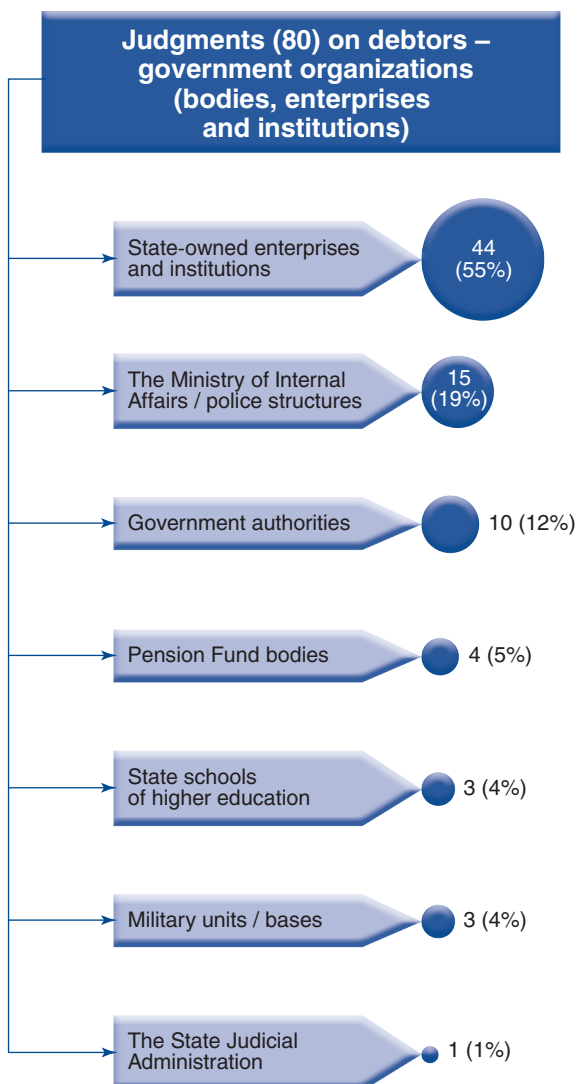 Judgments (80) on debtors –
government organizations
(bodies, enterprises
and institutions)
State-owned enterprises
and institutions
44
(55%)
The Ministry of Internal
Affairs / police structures
15
(19%)
Government authorities
10 (12%)
Pension Fund bodies
4 (5%)
State schools
of higher education
3 (4%)
Military units / bases
3 (4%)
The State Judicial
Administration
1 (1%)